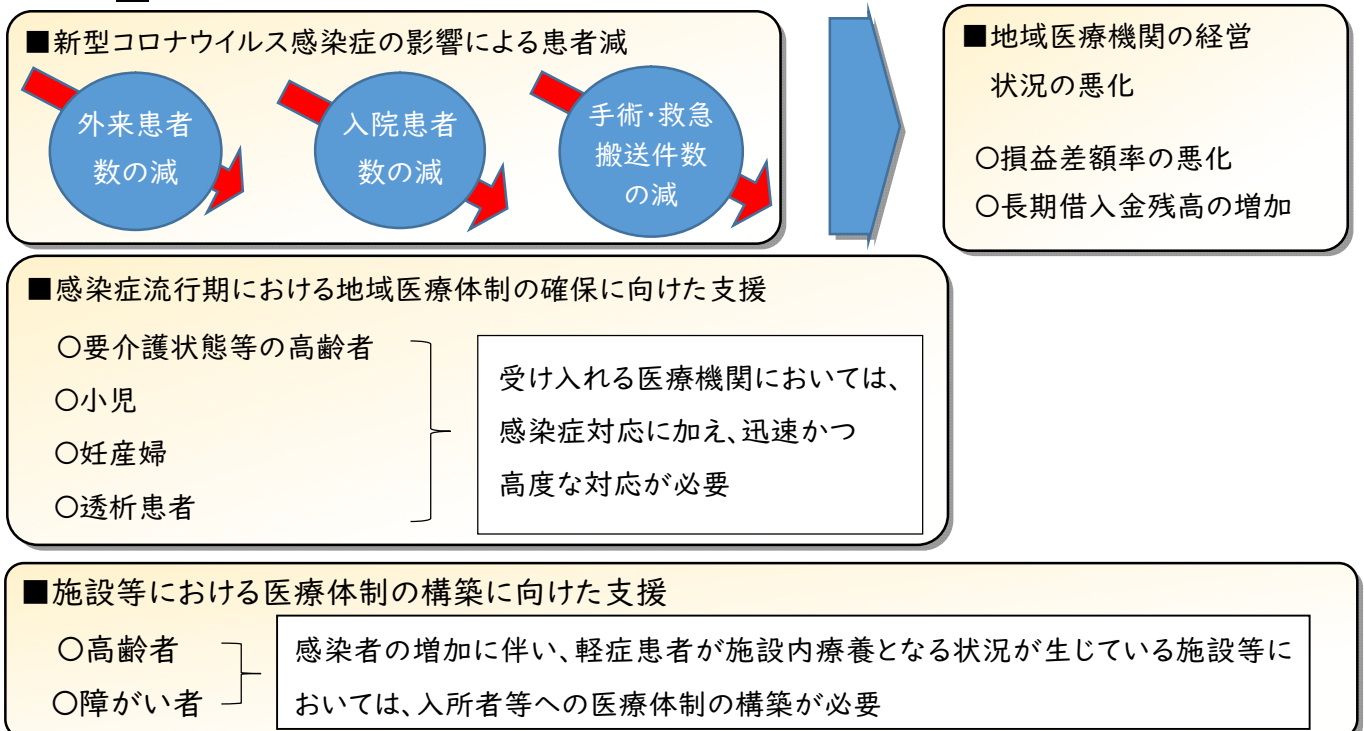 ■新型コロナウイルス感染症の影響による患者減
外来患者
数の減
入院患者
数の減
手術・救急
搬送件数
の減
■地域医療機関の経営
状況の悪化
○損益差額率の悪化
○長期借入金残高の増加
■感染症流行期における地域医療体制の確保に向けた支援
○要介護状態等の高齢者
○小児
○妊産婦
○透析患者
受け入れる医療機関においては、
感染症対応に加え、迅速かつ
高度な対応が必要
■施設等における医療体制の構築に向けた支援
○高齢者
○障がい者
感染者の増加に伴い、軽症患者が施設内療養となる状況が生じている施設等に
おいては、入所者等への医療体制の構築が必要